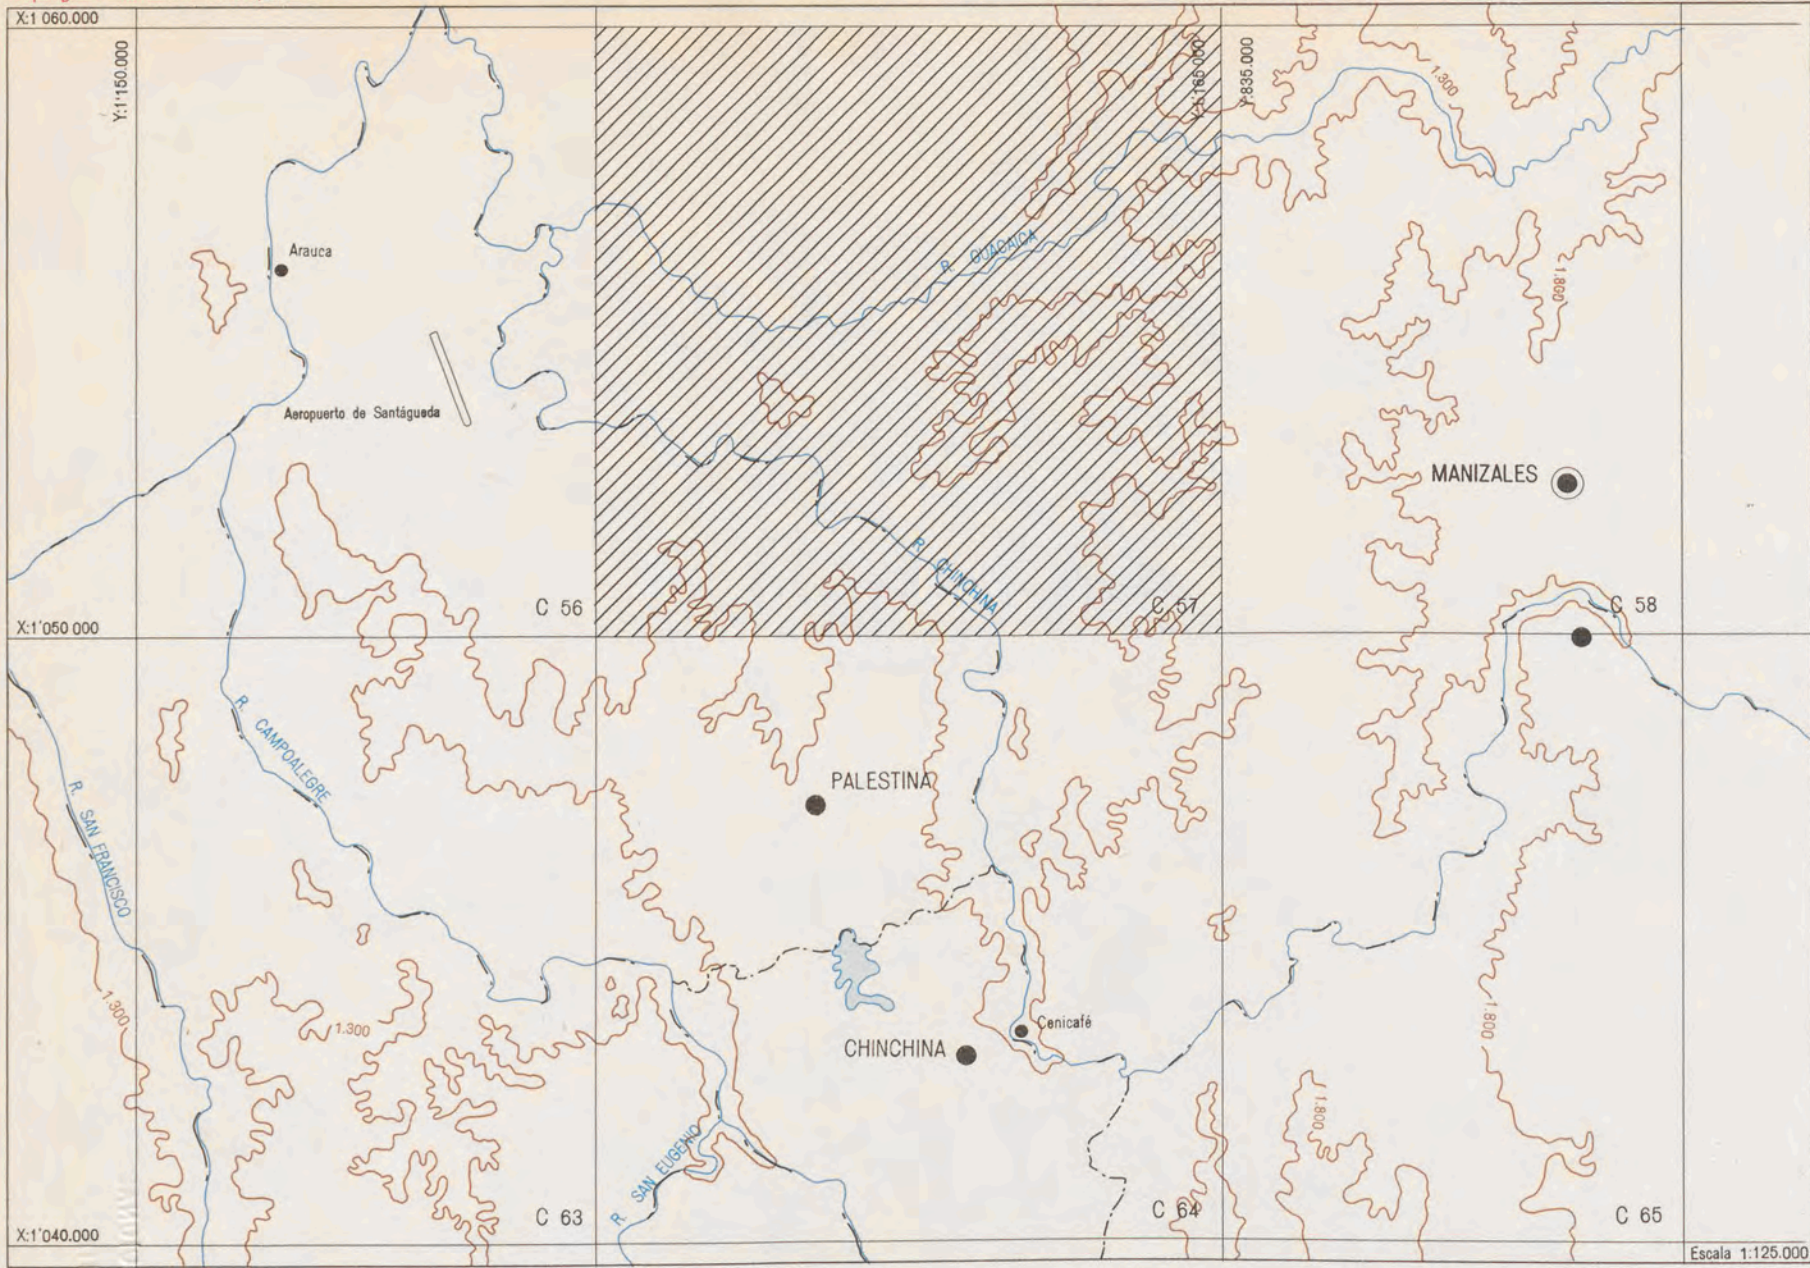 X:1 060.000
Y:1'150.000
Y:1'165 000
Y:835.000
1.300
Arauca
R. GUACAICA
1.800
Aeropuerto de Santágueda
MANIZALES
R. CHINCHINA
C 56
C 57
C 58
X:1'050 000
R. CAMPOALEGRE
PALESTINA
R. SAN FRANCISCO
1.300
1.300
Cenicafé
CHINCHINA
1.800
1.800
R. SAN EUGENIO
C 63
C 64
C 65
X:1'040.000
Escala 1:125.000